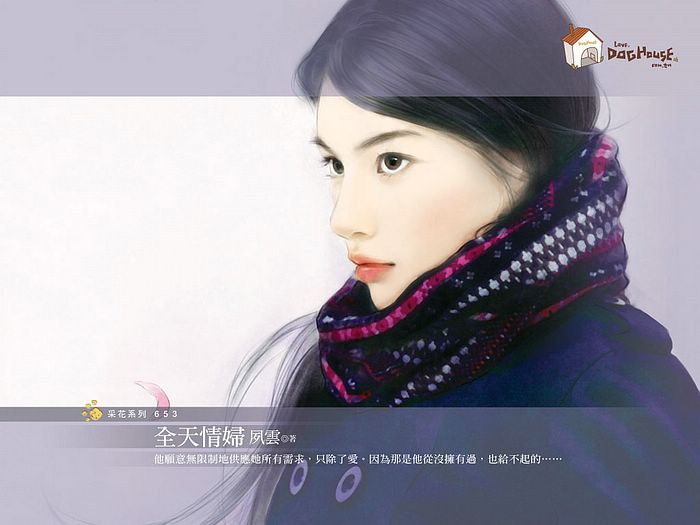 Love.
DOGHOUSE
采花系列 653
全天情婦 夙雲◎著
他願意無限制地供應她所有需求，只除了愛。因為那是他從沒擁有過，也給不起的……